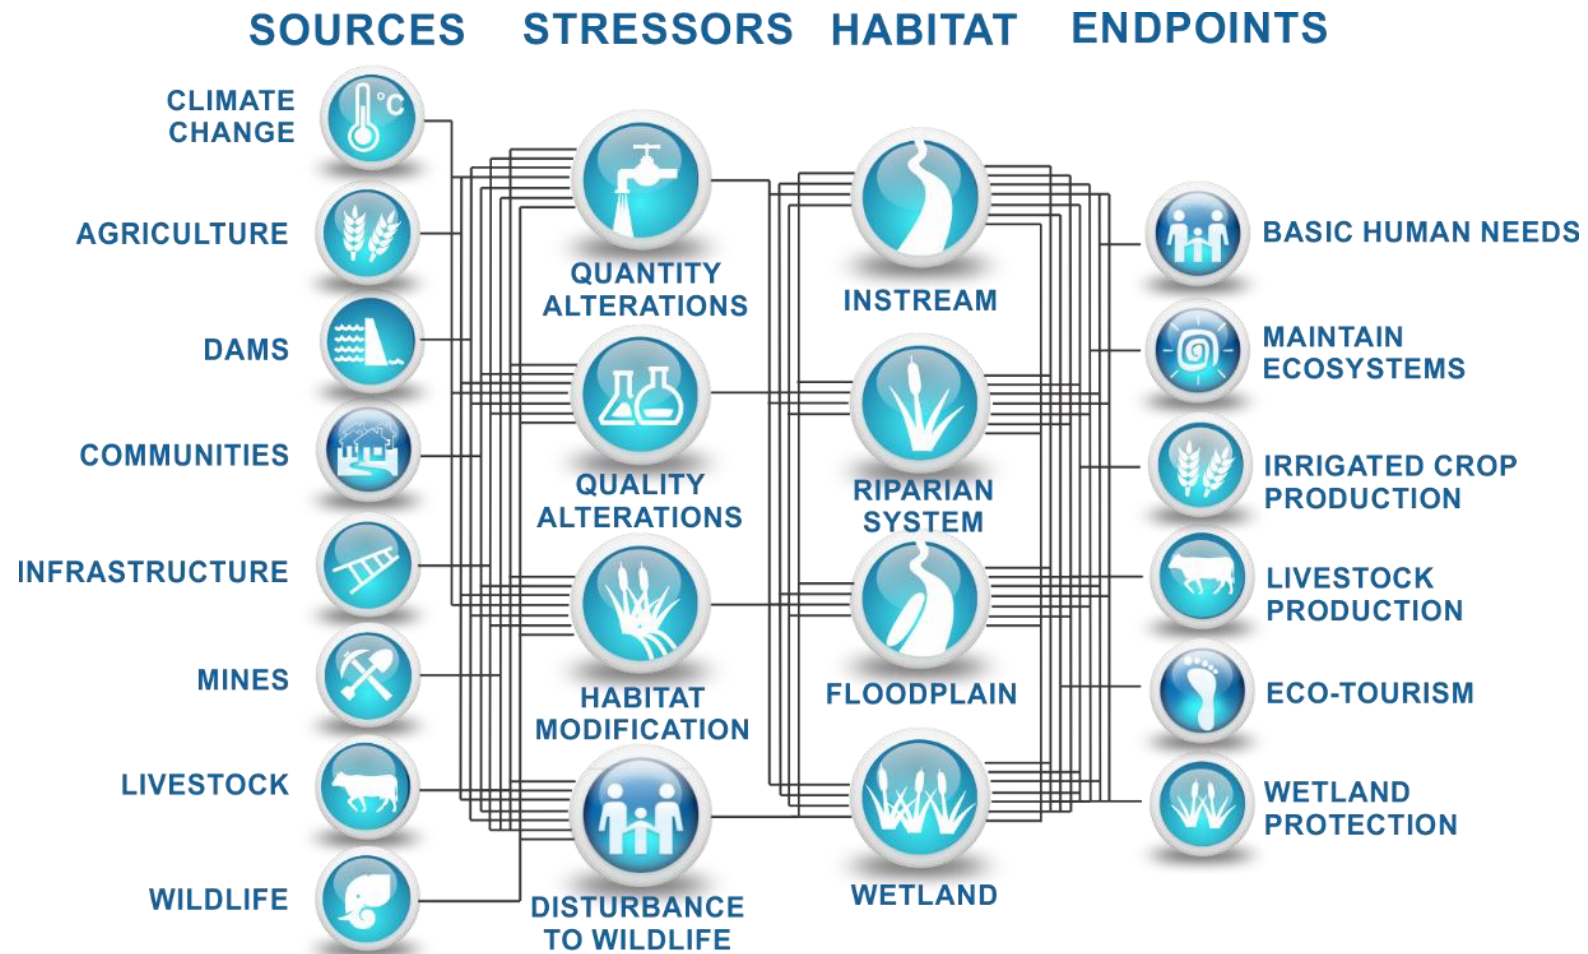 SOURCES
STRESSORS
HABITAT
ENDPOINTS
CLIMATE
CHANGE
AGRICULTURE
DAMS
COMMUNITIES
INFRASTRUCTURE
MINES
LIVESTOCK
WILDLIFE
°C
QUANTITY
ALTERATIONS
QUALITY
ALTERATIONS
HABITAT
MODIFICATION
DISTURBANCE
TO WILDLIFE
INSTREAM
RIPARIAN
SYSTEM
FLOODPLAIN
WETLAND
BASIC HUMAN NEEDS
MAINTAIN
ECOSYSTEMS
IRRIGATED CROP
PRODUCTION
LIVESTOCK
PRODUCTION
ECO-TOURISM
WETLAND
PROTECTION